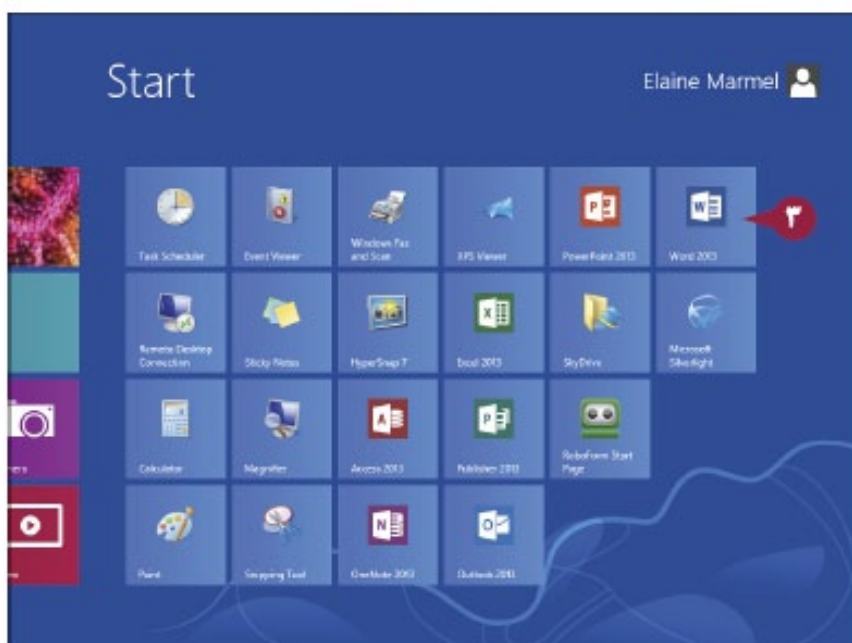 Start
Elaine Marmel
Task Scheduler
Event Viewer
Windows Fax
and Scan
XPS Viewer
PowerPoint 2013
Word 2013
٣
Remote Desktop
Connection
Sticky Notes
HyperSnap 7
Excel 2013
SkyDrive
Microsoft
Silverlight
Calculator
Magnifier
Access 2013
Publisher 2013
RoboForm Start
Page
Paint
Snipping Tool
OneNote 2013
Outlook 2013